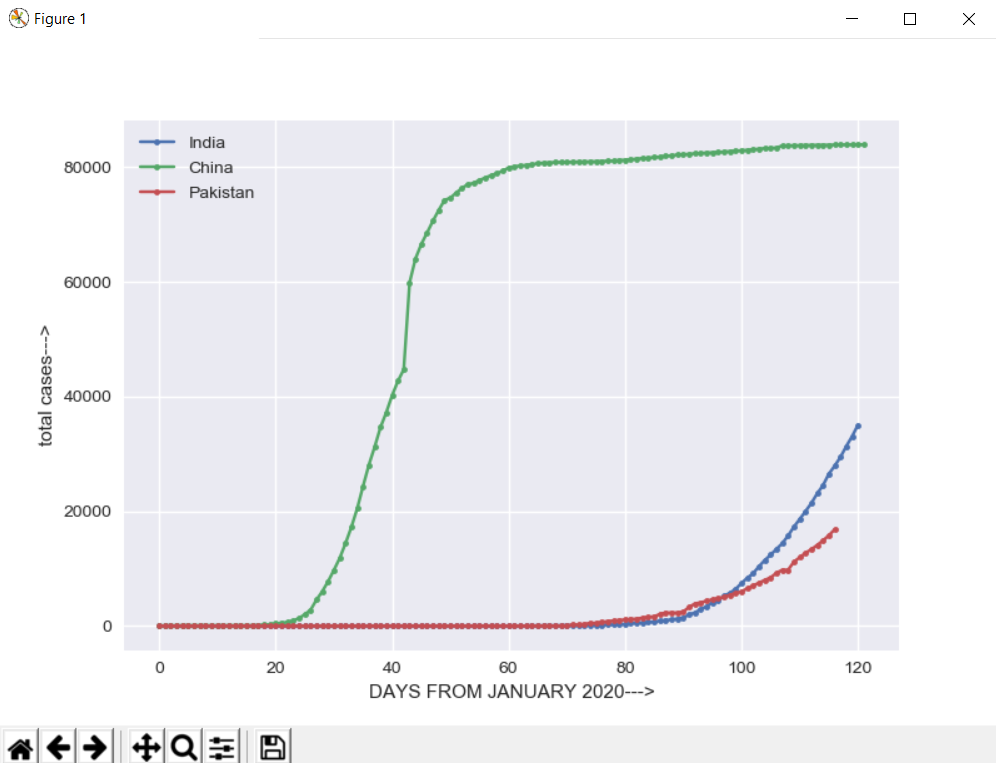 Figure 1
India
China
Pakistan
80000
60000
40000
20000
0
total cases--->
0 20 40 60 80 100 120
DAYS FROM JANUARY 2020--->